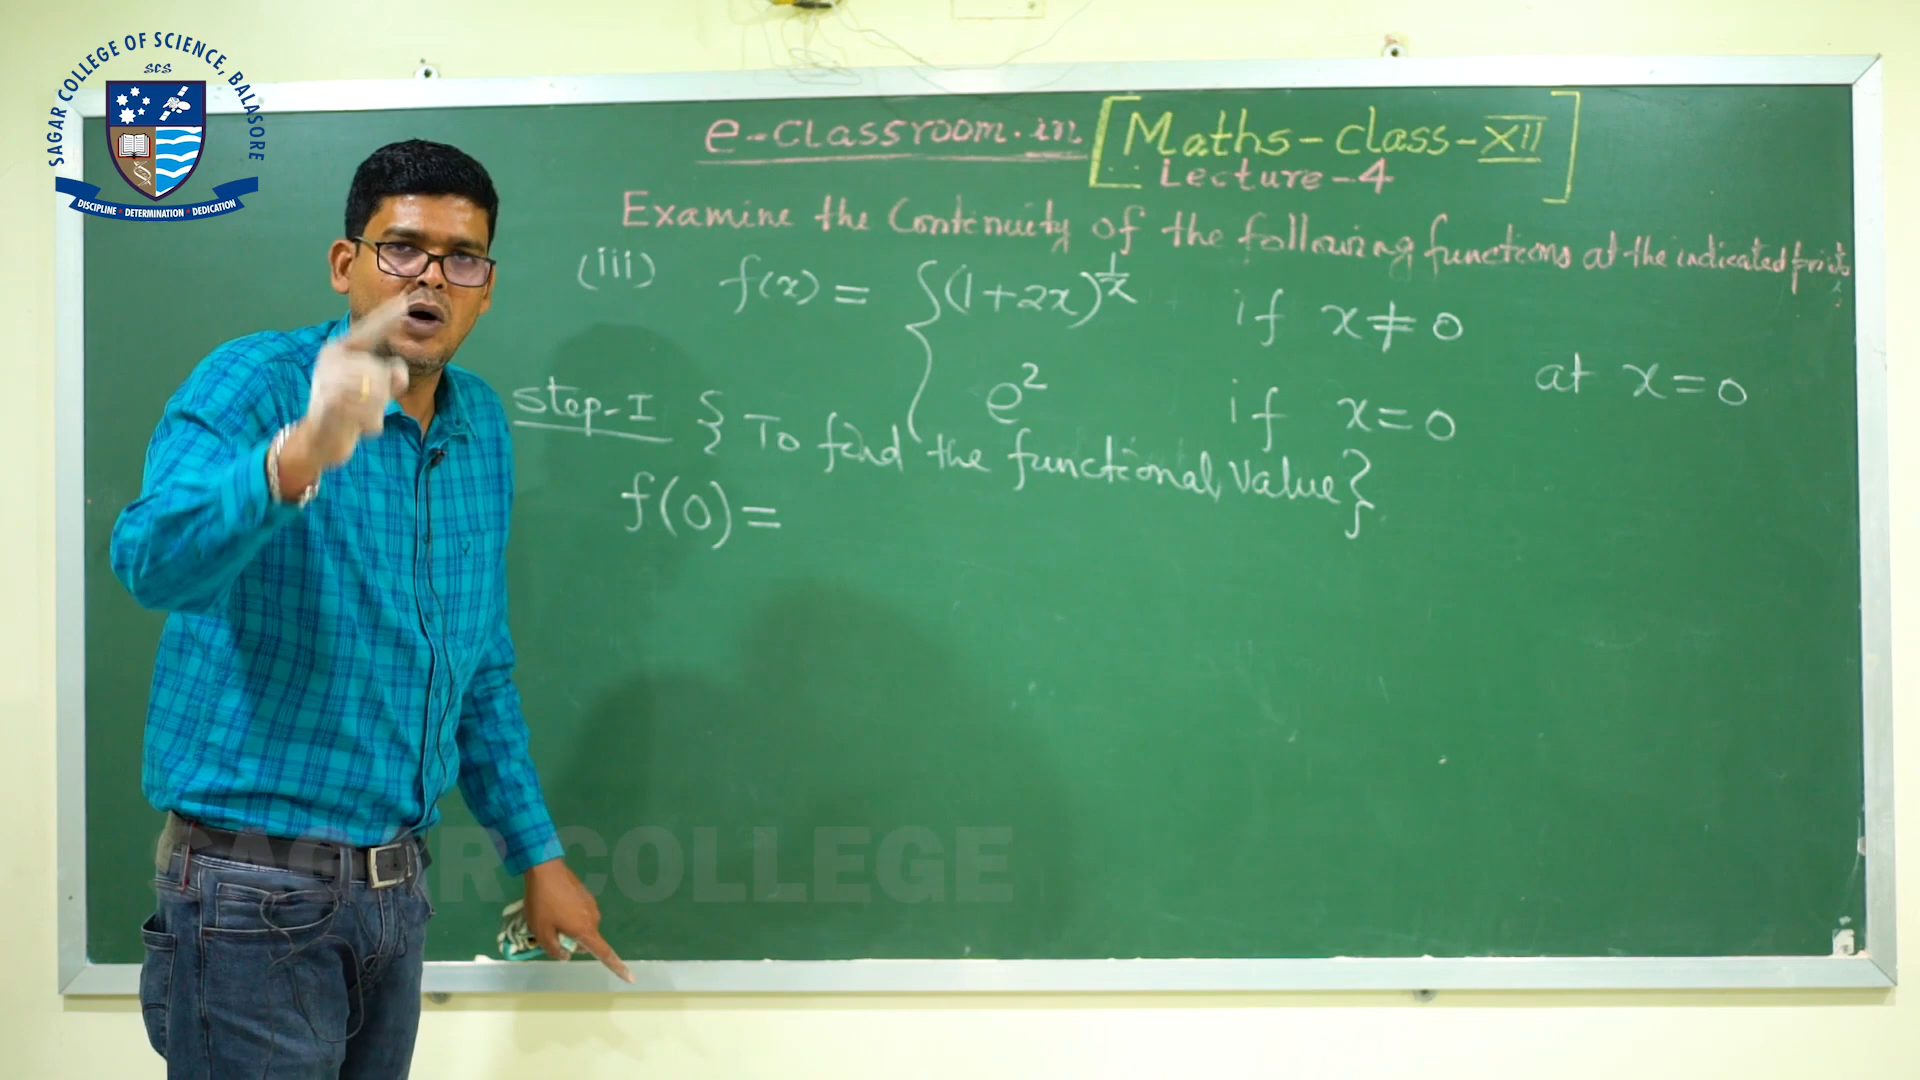 SAGAR COLLEGE OF SCIENCE, BALASORE
SCS
DISCIPLINE • DETERMINATION • DEDICATION
e-classroom.in [Maths-class-XII]
Lecture-4
Examine the Continuity of the following functions at the indicated points
(iii) f(x) = { (1+2x)^{1/x} if x≠0
e² if x=0
at x=0
Step-I { To find the functional value }
f(0)=
SAGAR COLLEGE